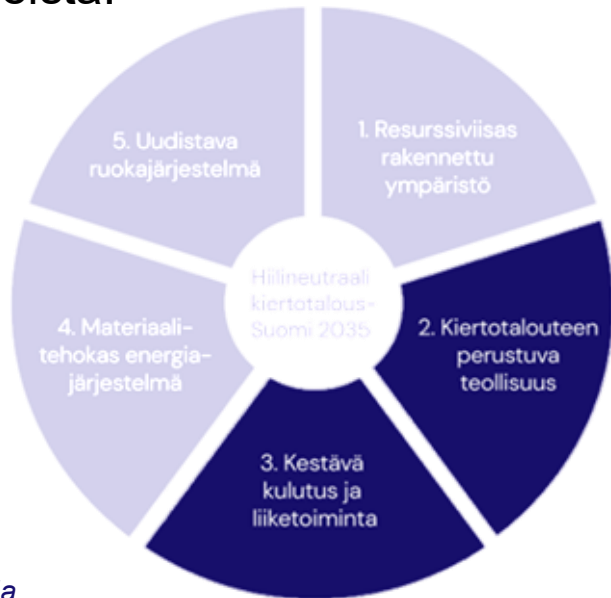 5. Uudistava
ruokajärjestelmä
1. Resurssiviisas
rakennettu
ympäristö
Hiilineutraali
kiertotalous-
Suomi 2035
4. Materiaali-
tehokas energia-
järjestelmä
2. Kiertotalouteen
perustuva
teollisuus
3. Kestävä
kulutus ja
liiketoiminta